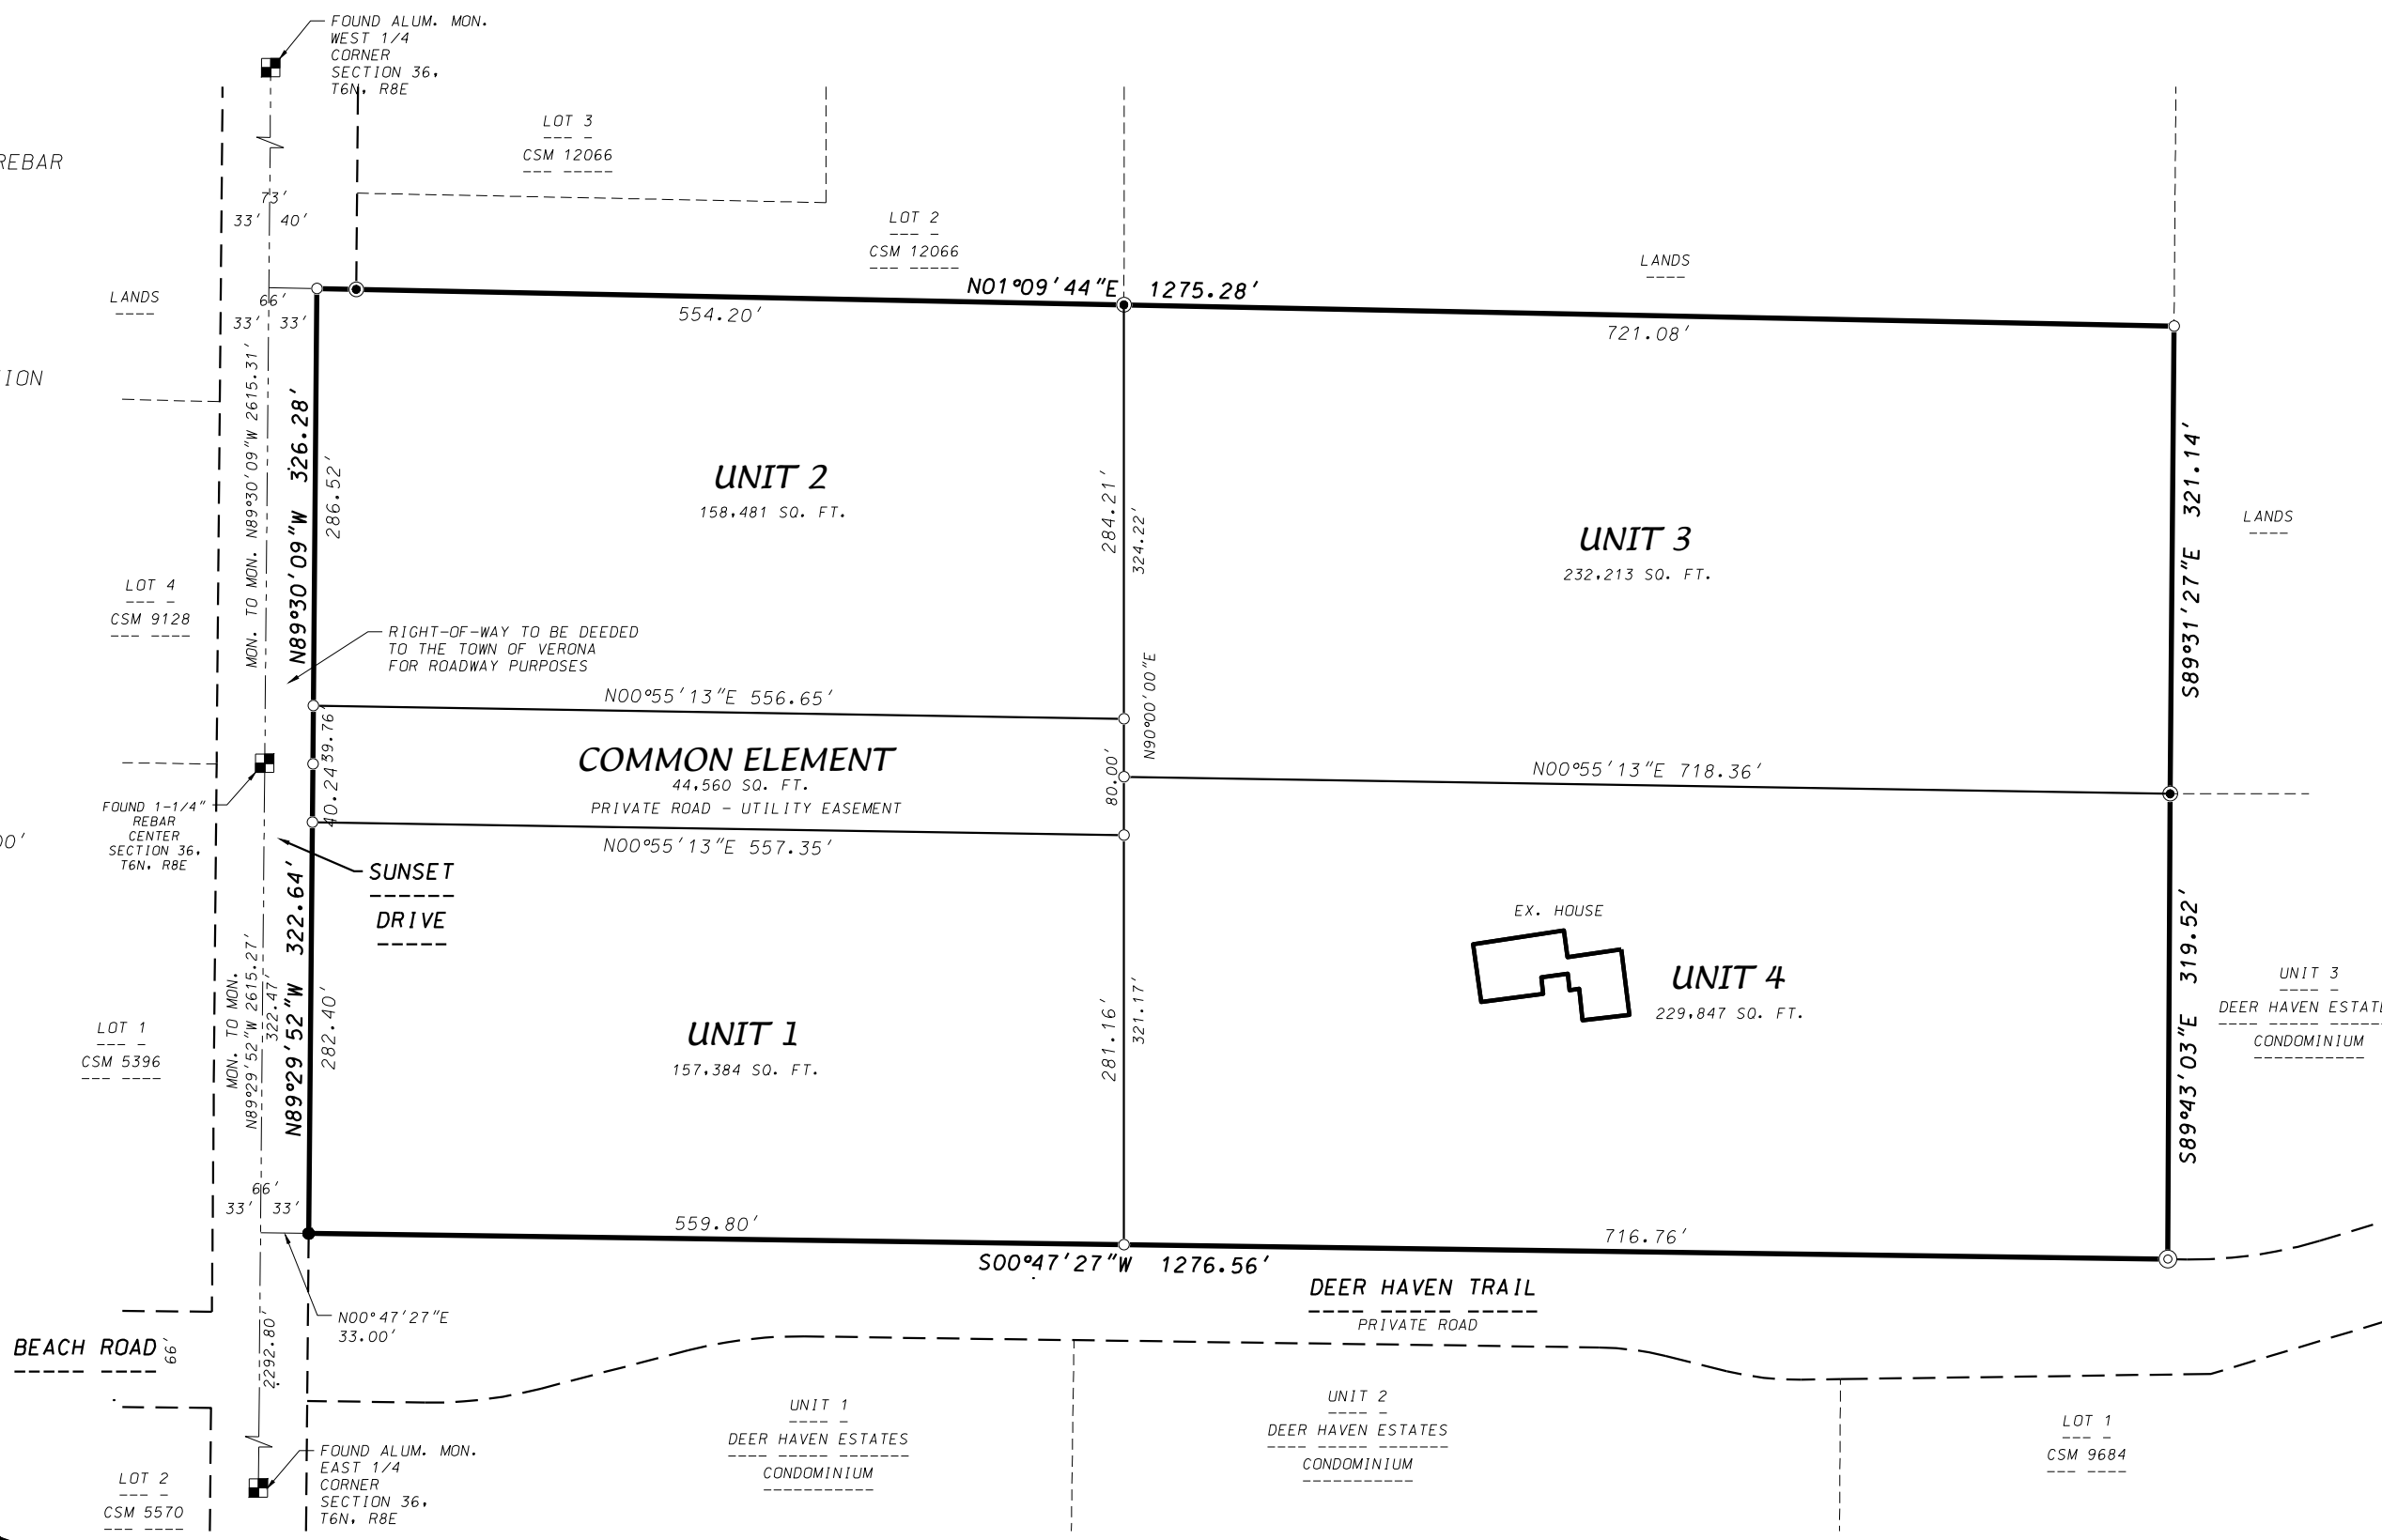 FOUND ALUM. MON.
WEST 1/4
CORNER
SECTION 36,
T6N, R8E
REBAR
LOT 3
CSM 12066
73'
33' 40'
LOT 2
CSM 12066
LANDS
LANDS
66'
33' 33'
N01°09'44"E 1275.28'
554.20'
721.08'
MON. TO MON. N89°30'09"W 2615.31'
N89°30'09"W 326.28'
286.52'
UNIT 2
158,481 SQ. FT.
284.21'
324.22'
UNIT 3
232,213 SQ. FT.
S89°31'27"E 321.14'
LANDS
LOT 4
CSM 9128
RIGHT-OF-WAY TO BE DEEDED
TO THE TOWN OF VERONA
FOR ROADWAY PURPOSES
N00°55'13"E 556.65'
N90°00'00"E
39.76'
COMMON ELEMENT
44,560 SQ. FT.
PRIVATE ROAD - UTILITY EASEMENT
80.00'
N00°55'13"E 718.36'
40.24'
FOUND 1-1/4"
REBAR
CENTER
SECTION 36,
T6N, R8E
00'
N00°55'13"E 557.35'
SUNSET
DRIVE
N89°29'52"W 322.64'
MON. TO MON.
N89°29'52"W 2615.27'
322.47'
282.40'
UNIT 1
157,384 SQ. FT.
281.16'
321.17'
EX. HOUSE
UNIT 4
229,847 SQ. FT.
S89°43'03"E 319.52'
UNIT 3
DEER HAVEN
CONDOMINIUM
LOT 1
CSM 5396
66'
33' 33'
559.80'
716.76'
S00°47'27"W 1276.56'
DEER HAVEN TRAIL
PRIVATE ROAD
N00°47'27"E
33.00'
BEACH ROAD
66'
2292.80'
UNIT 1
DEER HAVEN ESTATES
CONDOMINIUM
UNIT 2
DEER HAVEN ESTATES
CONDOMINIUM
LOT 1
CSM 9684
FOUND ALUM. MON.
EAST 1/4
CORNER
SECTION 36,
T6N, R8E
LOT 2
CSM 5570